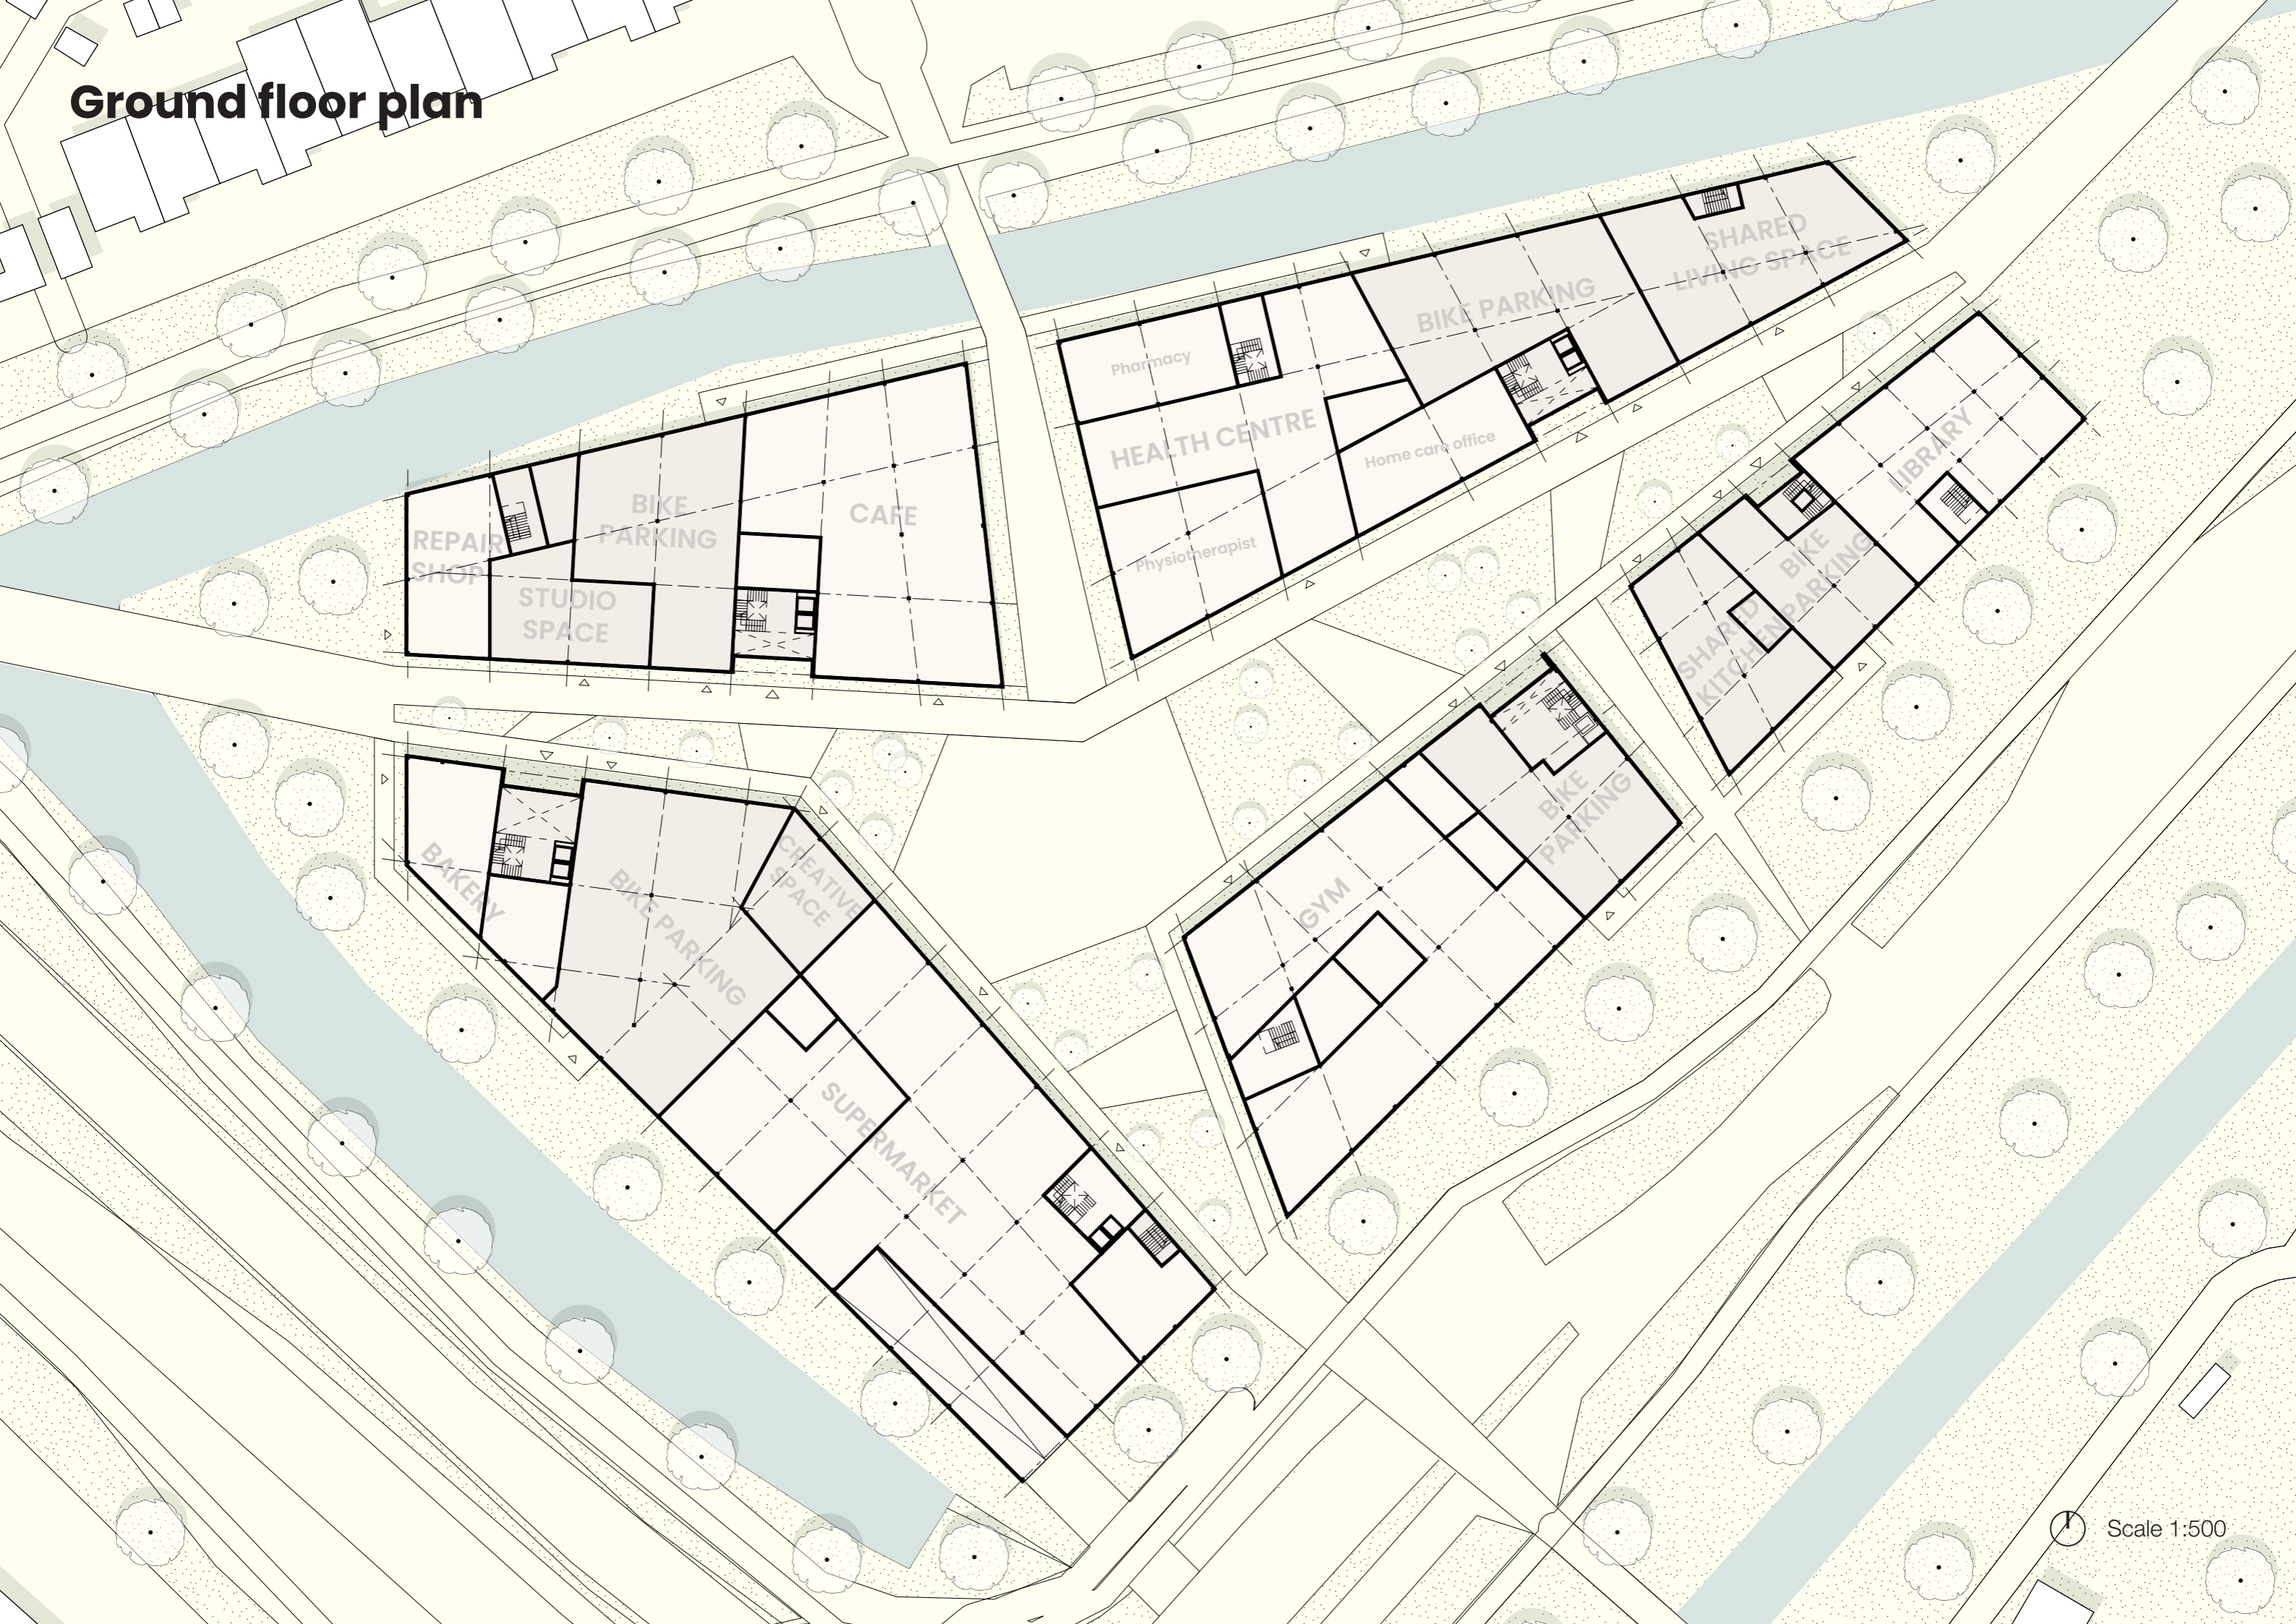 Ground floor plan
SHARED
LIVING SPACE
BIKE PARKING
Pharmacy
HEALTH CENTRE
Home care office
Physiotherapist
LIBRARY
BIKE
PARKING
SHARED
KITCHEN
CAFE
BIKE
PARKING
REPAIR
SHOP
STUDIO
SPACE
BIKE
PARKING
GYM
BAKERY
BIKE PARKING
CREATIVE
SPACE
SUPERMARKET
Scale 1:500